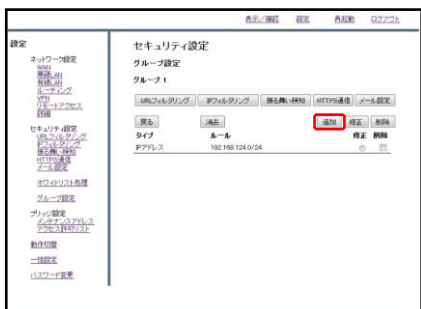 表示/確認 設定 再起動 ログアウト
設定
ネットワーク設定
WAN
無線LAN
有線LAN
ルーティング
VPN
リモートアクセス
詳細
セキュリティ設定
URLフィルタリング
IPフィルタリング
振る舞い検知
HTTPS通信
メール設定
ホワイトリスト処理
グループ設定
ブリッジ設定
メンテナンスアドレス
アクセス許可リスト
動作切替
一括設定
パスワード変更
セキュリティ設定
グループ設定
グループ 1
URLフィルタリング IPフィルタリング 振る舞い検知 HTTPS通信 メール設定
戻る 消去 追加 修正 削除
タイプ ルール 修正 削除
IPアドレス 192.168.124.0/24